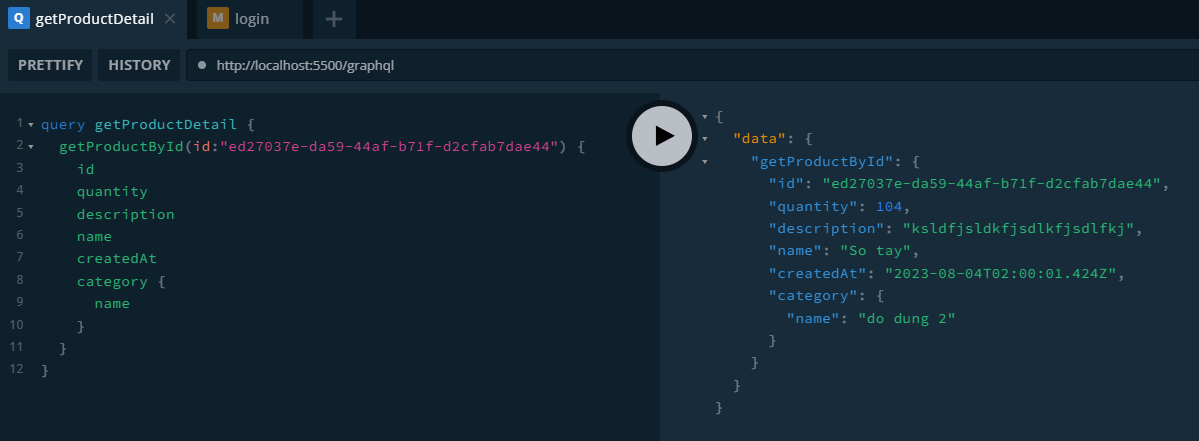 Q getProductDetail × M login +
PRETTIFY HISTORY http://localhost:5500/graphql
1 query getProductDetail {
2 getProductById(id:"ed27037e-da59-44af-b71f-d2cfab7dae44") {
3 id
4 quantity
5 description
6 name
7 createdAt
8 category {
9 name
10 }
11 }
12 }
{
"data": {
"getProductById": {
"id": "ed27037e-da59-44af-b71f-d2cfab7dae44",
"quantity": 104,
"description": "ksldfjsldkfjsdlkfjsdlfkj",
"name": "So tay",
"createdAt": "2023-08-04T02:00:01.424Z",
"category": {
"name": "do dung 2"
}
}
}
}